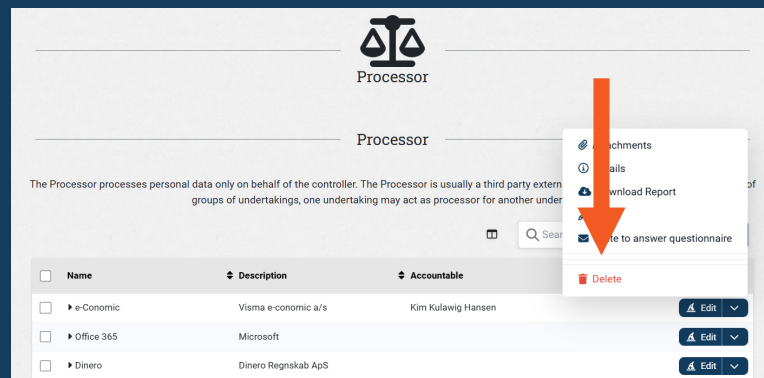 Processor
Processor
The Processor processes personal data only on behalf of the controller. The Processor is usually a third party extern
of
groups of undertakings, one undertaking may act as processor for another under
Attachments
Details
Download Report
to answer questionnaire
Delete
Name
Description
Accountable
e-Conomic
Visma e-conomic a/s
Kim Kulawig Hansen
Edit
Office 365
Microsoft
Edit
Dinero
Dinero Regnskab ApS
Edit